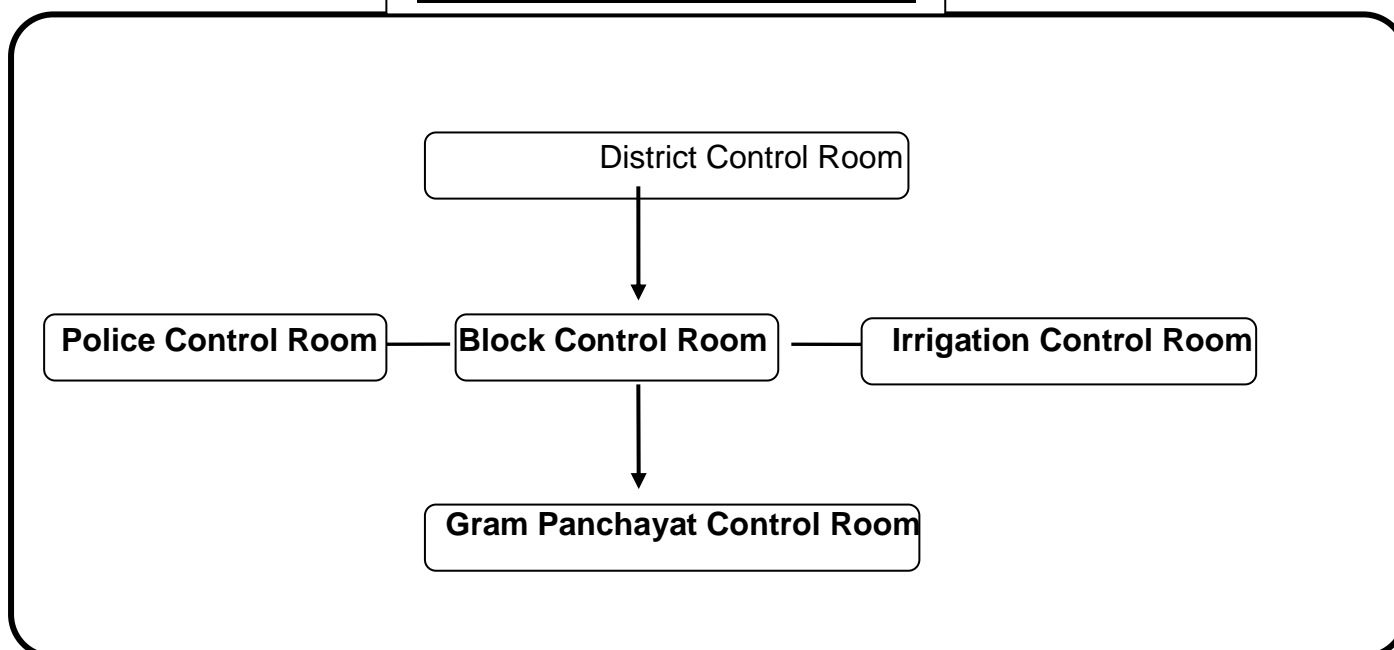 District Control Room
Police Control Room
Block Control Room
Irrigation Control Room
Gram Panchayat Control Room